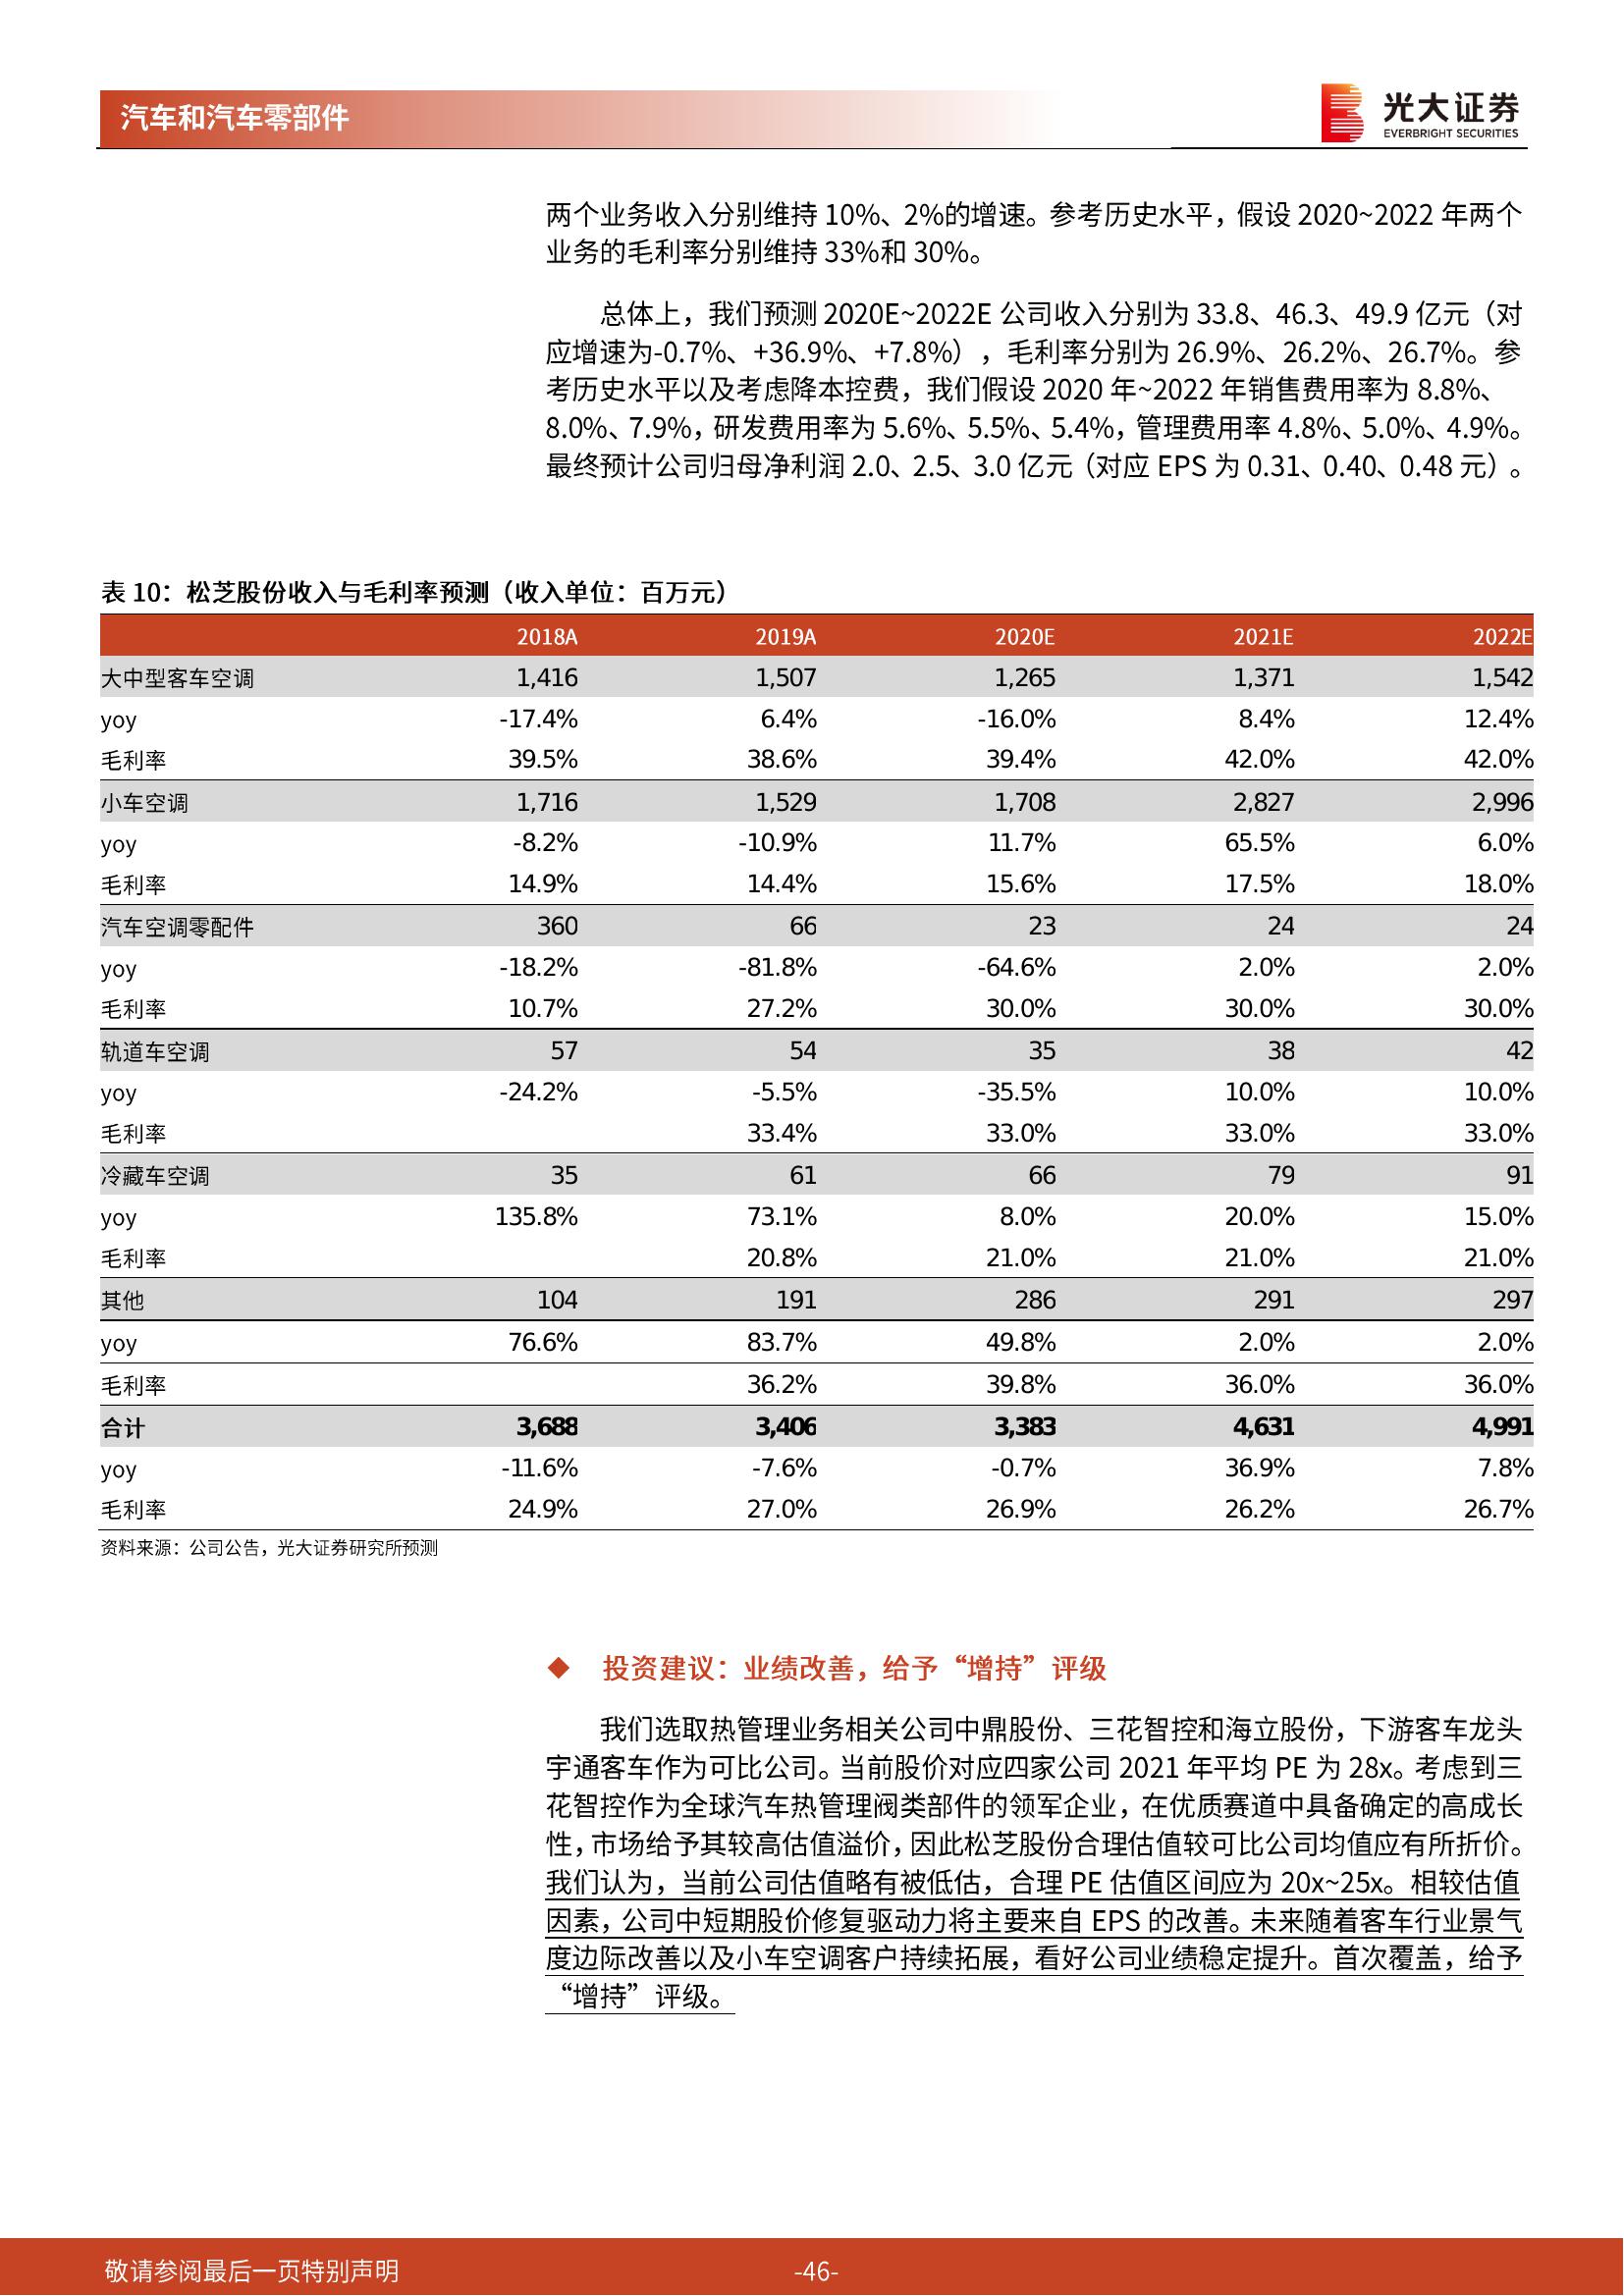 汽车和汽车零部件
光大证券
EVERBRIGHT SECURITIES
两个业务收入分别维持 10%、2%的增速。参考历史水平，假设 2020~2022 年两个
业务的毛利率分别维持 33%和 30%。
总体上，我们预测 2020E~2022E 公司收入分别为 33.8、46.3、49.9 亿元（对
应增速为-0.7%、+36.9%、+7.8%），毛利率分别为 26.9%、26.2%、26.7%。参
考历史水平以及考虑降本控费，我们假设 2020 年~2022 年销售费用率为 8.8%、
8.0%、7.9%，研发费用率为 5.6%、5.5%、5.4%，管理费用率 4.8%、5.0%、4.9%。
最终预计公司归母净利润 2.0、2.5、3.0 亿元（对应 EPS 为 0.31、0.40、0.48 元）。
表 10：松芝股份收入与毛利率预测（收入单位：百万元）
2018A 2019A 2020E 2021E 2022E
大中型客车空调 1,416 1,507 1,265 1,371 1,542
yoy -17.4% 6.4% -16.0% 8.4% 12.4%
毛利率 39.5% 38.6% 39.4% 42.0% 42.0%
小车空调 1,716 1,529 1,708 2,827 2,996
yoy -8.2% -10.9% 11.7% 65.5% 6.0%
毛利率 14.9% 14.4% 15.6% 17.5% 18.0%
汽车空调零配件 360 66 23 24 24
yoy -18.2% -81.8% -64.6% 2.0% 2.0%
毛利率 10.7% 27.2% 30.0% 30.0% 30.0%
轨道车空调 57 54 35 38 42
yoy -24.2% -5.5% -35.5% 10.0% 10.0%
毛利率 33.4% 33.0% 33.0% 33.0%
冷藏车空调 35 61 66 79 91
yoy 135.8% 73.1% 8.0% 20.0% 15.0%
毛利率 20.8% 21.0% 21.0% 21.0%
其他 104 191 286 291 297
yoy 76.6% 83.7% 49.8% 2.0% 2.0%
毛利率 36.2% 39.8% 36.0% 36.0%
合计 3,688 3,406 3,383 4,631 4,991
yoy -11.6% -7.6% -0.7% 36.9% 7.8%
毛利率 24.9% 27.0% 26.9% 26.2% 26.7%
资料来源：公司公告，光大证券研究所预测
◆ 投资建议：业绩改善，给予“增持”评级
我们选取热管理业务相关公司中鼎股份、三花智控和海立股份，下游客车龙头
宇通客车作为可比公司。当前股价对应四家公司 2021 年平均 PE 为 28x。考虑到三
花智控作为全球汽车热管理阀类部件的领军企业，在优质赛道中具备确定的高成长
性，市场给予其较高估值溢价，因此松芝股份合理估值较可比公司均值应有所折价。
我们认为，当前公司估值略有被低估，合理 PE 估值区间应为 20x~25x。相较估值
因素，公司中短期股价修复驱动力将主要来自 EPS 的改善。未来随着客车行业景气
度边际改善以及小车空调客户持续拓展，看好公司业绩稳定提升。首次覆盖，给予
“增持”评级。
敬请参阅最后一页特别声明
-46-